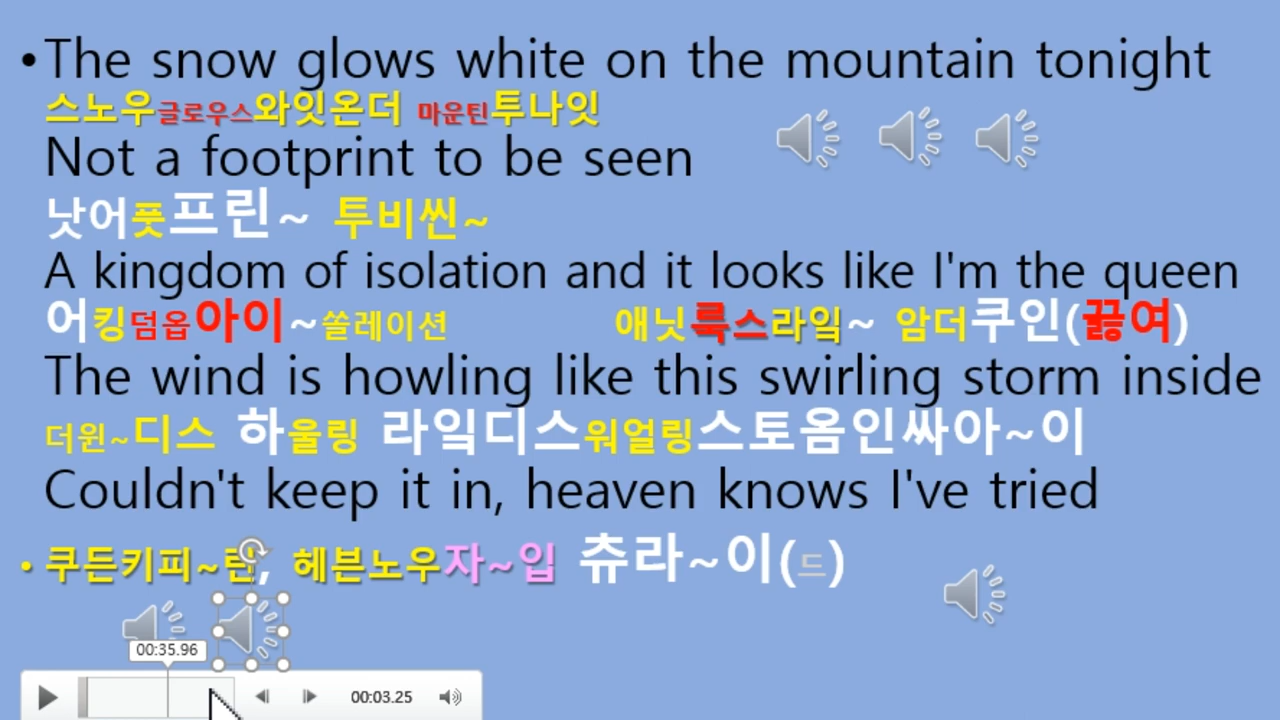 •The snow glows white on the mountain tonight
스노우글로우스와잇온더 마운틴투나잇
Not a footprint to be seen
낫어풋프린~ 투비씬~
A kingdom of isolation and it looks like I'm the queen
어킹덤옵아이~쏠레이션 애닛룩스라잌~ 암더쿠인(끓여)
The wind is howling like this swirling storm inside
더윈~디스 하울링 라잌디스워얼링스토옴인싸아~이
Couldn't keep it in, heaven knows I've tried
• 쿠든키피~틴, 헤븐노우자~입 츄라~이(드)
00:35.96
00:03.25